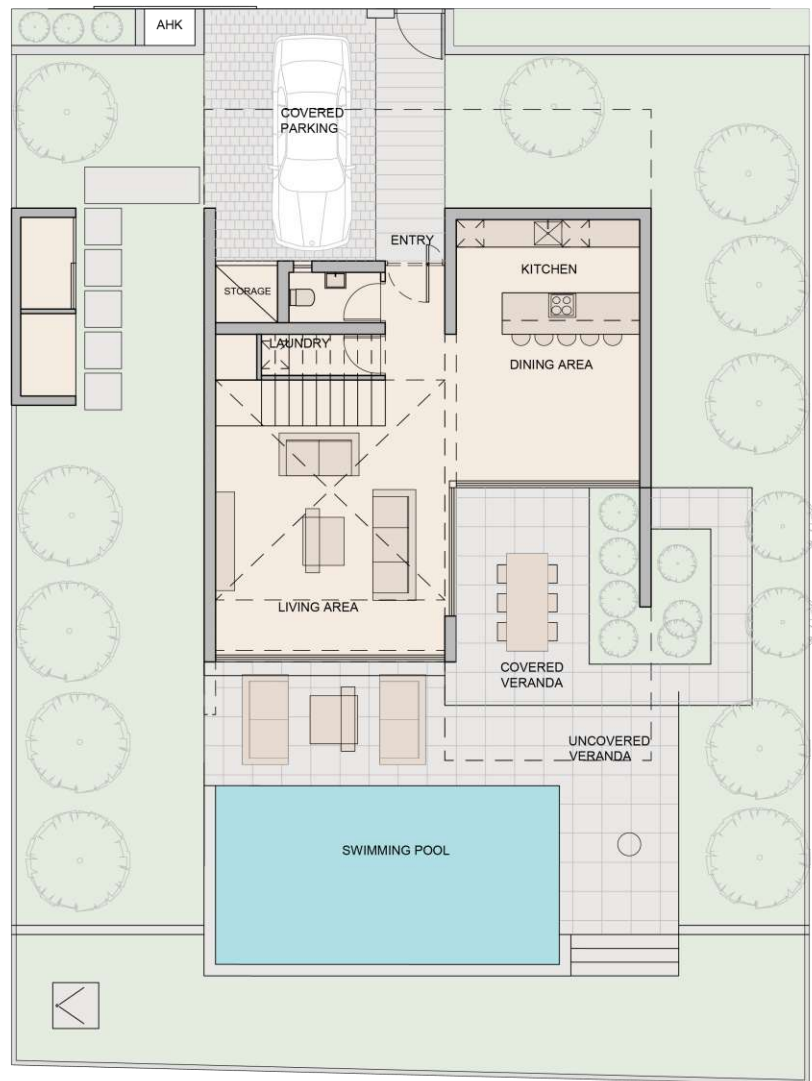 AHK
COVERED
PARKING
ENTRY
KITCHEN
STORAGE
LAUNDRY
DINING AREA
LIVING AREA
COVERED
VERANDA
UNCOVERED
VERANDA
SWIMMING POOL